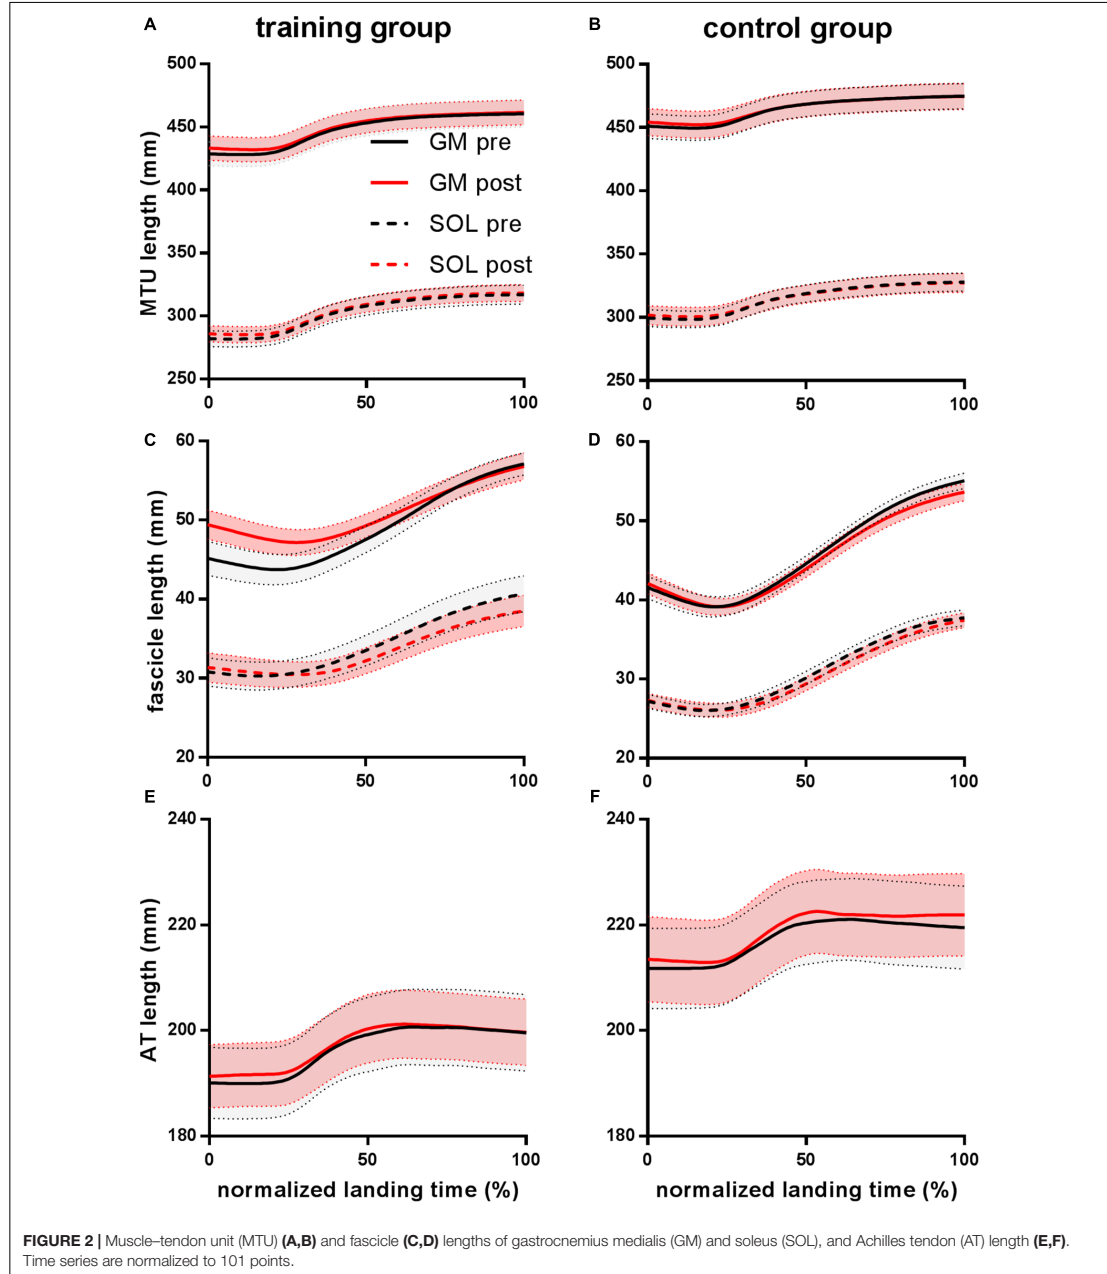 A training group
B control group
500
450
400
350
300
250
MTU length (mm)
GM pre
GM post
SOL pre
SOL post
0 50 100
500
450
400
350
300
250
0 50 100
C
60
50
40
30
20
fascicle length (mm)
0 50 100
D
60
50
40
30
20
0 50 100
E
240
220
200
180
AT length (mm)
0 50 100
normalized landing time (%)
F
240
220
200
180
0 50 100
normalized landing time (%)
FIGURE 2 | Muscle–tendon unit (MTU) (A,B) and fascicle (C,D) lengths of gastrocnemius medialis (GM) and soleus (SOL), and Achilles tendon (AT) length (E,F).
Time series are normalized to 101 points.